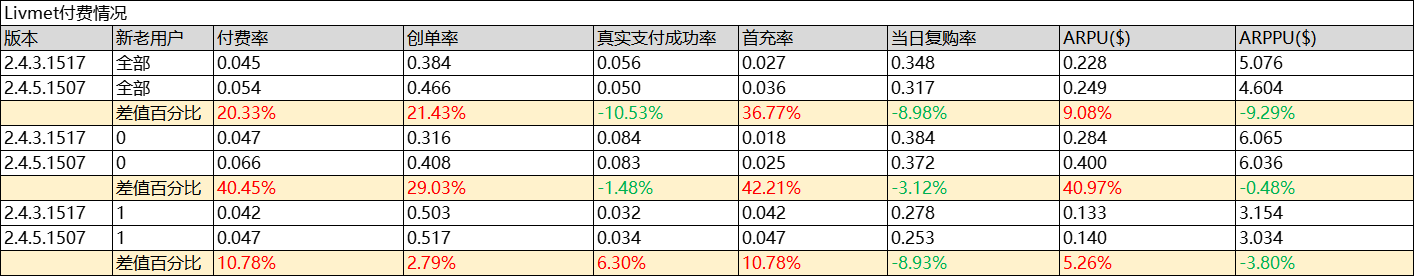 Livmet付费情况
版本 新老用户 付费率 创单率 真实支付成功率 首充率 当日复购率 ARPU($) ARPPU($)
2.4.3.1517 全部 0.045 0.384 0.056 0.027 0.348 0.228 5.076
2.4.5.1507 全部 0.054 0.466 0.050 0.036 0.317 0.249 4.604
差值百分比 20.33% 21.43% -10.53% 36.77% -8.98% 9.08% -9.29%
2.4.3.1517 0 0.047 0.316 0.084 0.018 0.384 0.284 6.065
2.4.5.1507 0 0.066 0.408 0.083 0.025 0.372 0.400 6.036
差值百分比 40.45% 29.03% -1.48% 42.21% -3.12% 40.97% -0.48%
2.4.3.1517 1 0.042 0.503 0.032 0.042 0.278 0.133 3.154
2.4.5.1507 1 0.047 0.517 0.034 0.047 0.253 0.140 3.034
差值百分比 10.78% 2.79% 6.30% 10.78% -8.93% 5.26% -3.80%